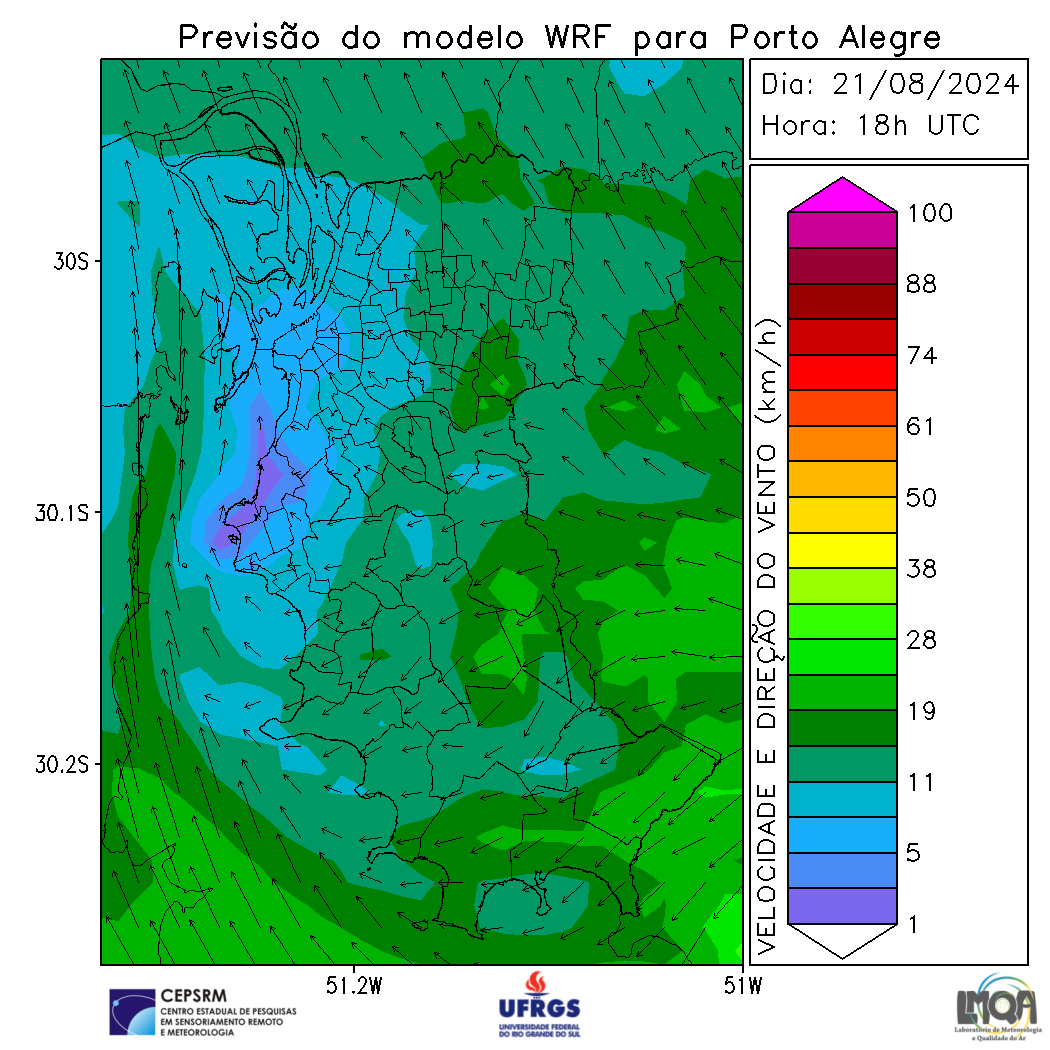 Previsão do modelo WRF para Porto Alegre
Dia: 21/08/2024
Hora: 18h UTC
30S
30.1S
30.2S
51.2W
51W
VELOCIDADE E DIREÇÃO DO VENTO (km/h)
100
88
74
61
50
38
28
19
11
5
1
CEPSRM
CENTRO ESTADUAL DE PESQUISAS
EM SENSORIAMENTO REMOTO
E METEOROLOGIA
UFRGS
UNIVERSIDADE FEDERAL
DO RIO GRANDE DO SUL
LMQA
Laboratório de Meteorologia
e Qualidade do Ar